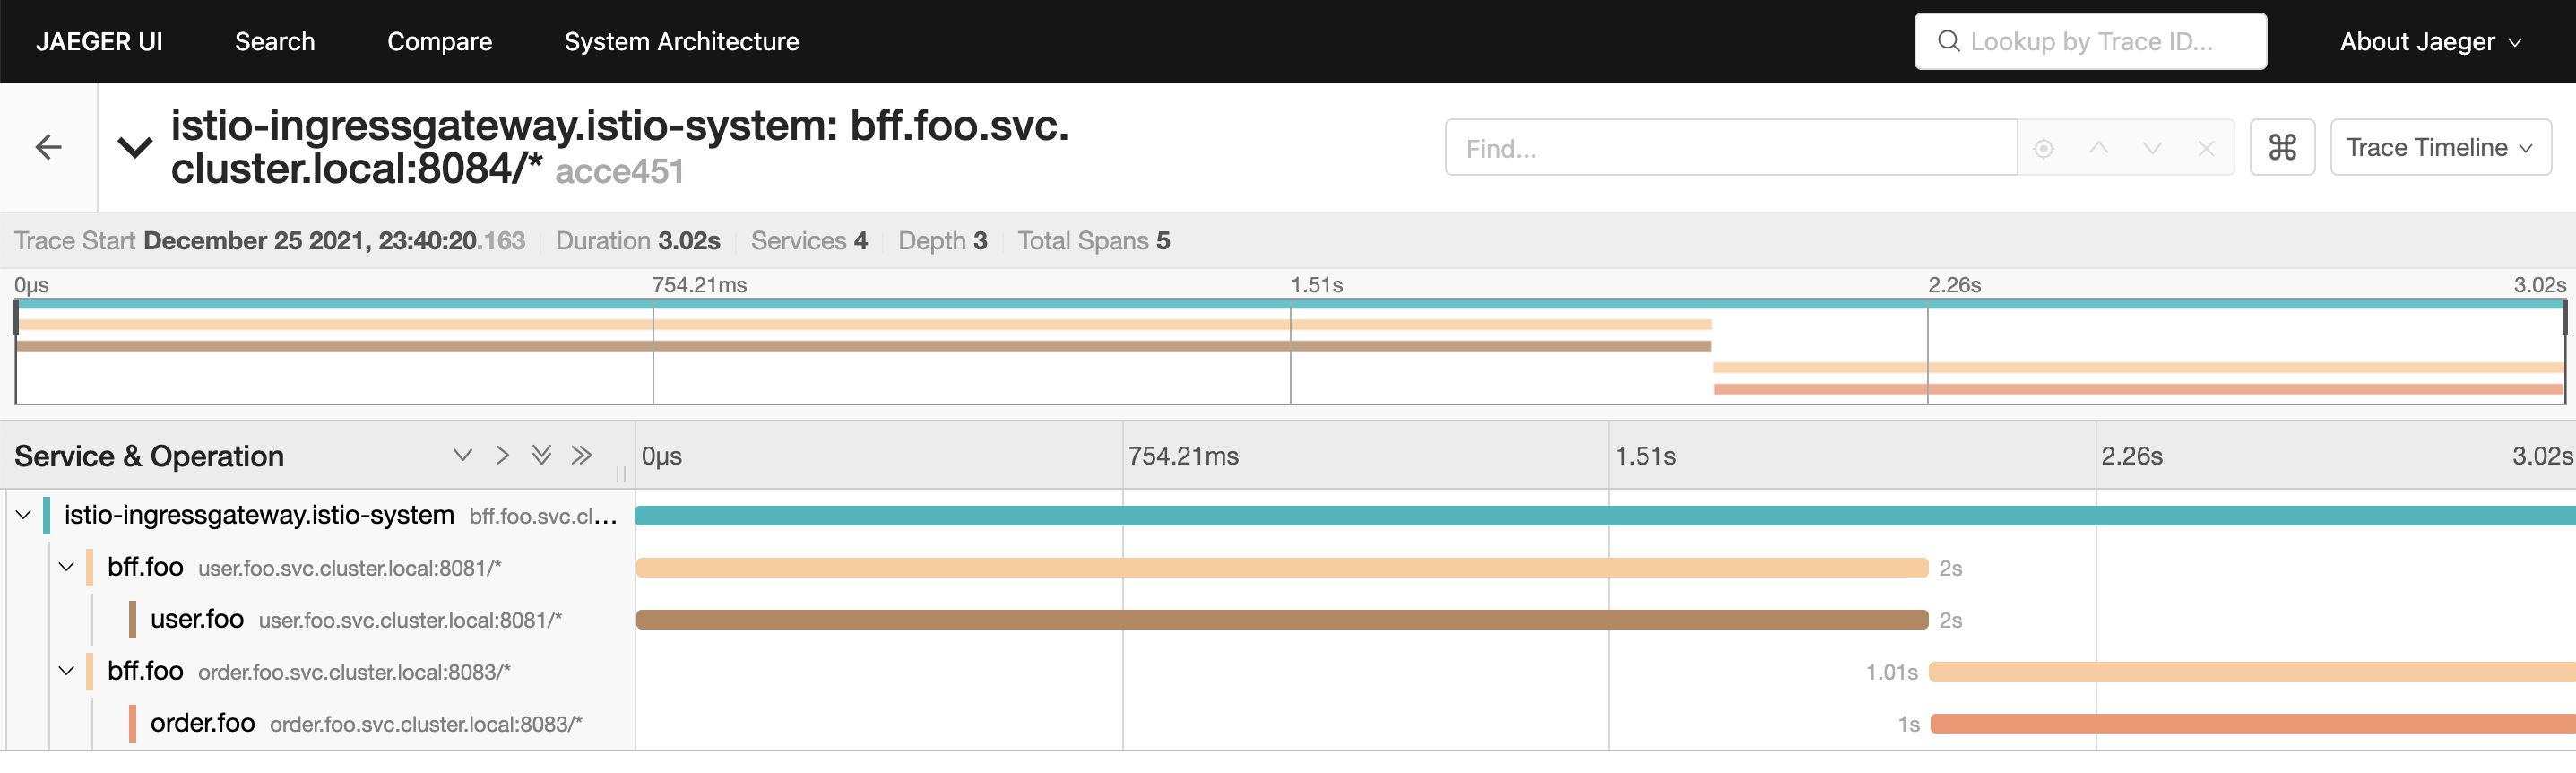 JAEGER UI Search Compare System Architecture Lookup by Trace ID... About Jaeger
istio-ingressgateway.istio-system: bff.foo.svc.
cluster.local:8084/* acce451
Find... Trace Timeline
Trace Start December 25 2021, 23:40:20.163 Duration 3.02s Services 4 Depth 3 Total Spans 5
0μs 754.21ms 1.51s 2.26s 3.02s
Service & Operation 0μs 754.21ms 1.51s 2.26s 3.02s
istio-ingressgateway.istio-system bff.foo.svc.cl...
bff.foo user.foo.svc.cluster.local:8081/* 2s
user.foo user.foo.svc.cluster.local:8081/* 2s
bff.foo order.foo.svc.cluster.local:8083/* 1.01s
order.foo order.foo.svc.cluster.local:8083/* 1s